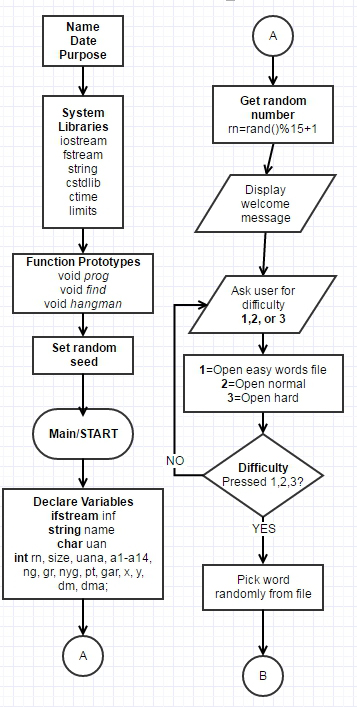 Name
Date
Purpose
System
Libraries
iostream
fstream
string
cstdlib
ctime
limits
Function Prototypes
void prog
void find
void hangman
Set random
seed
Main/START
Declare Variables
ifstream inf
string name
char uan
int rn, size, uana, a1-a14,
ng, gr, nyg, pt, gar, x, y,
dm, dma;
A
A
Get random
number
rn=rand()%15+1
Display
welcome
message
Ask user for
difficulty
1,2, or 3
1=Open easy words file
2=Open normal
3=Open hard
Difficulty
Pressed 1,2,3?
NO
YES
Pick word
randomly from file
B